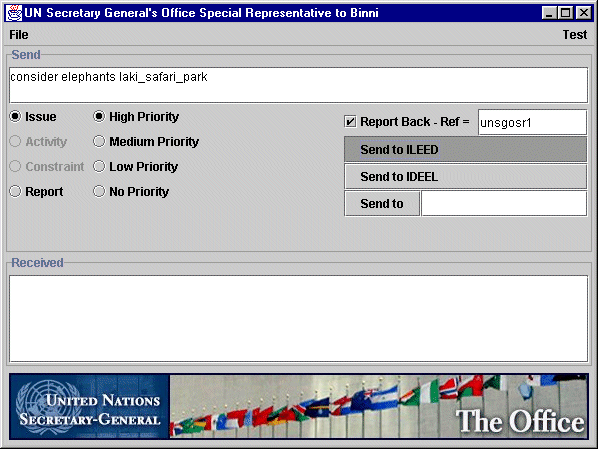 UN Secretary General's Office Special Representative to Binni
File Test
Send
consider elephants laki_safari_park
Issue High Priority Report Back - Ref = unsgosr1
Activity Medium Priority Send to ILEED
Constraint Low Priority Send to IDEEL
Report No Priority Send to
Received
UNITED NATIONS
SECRETARY-GENERAL
The Office